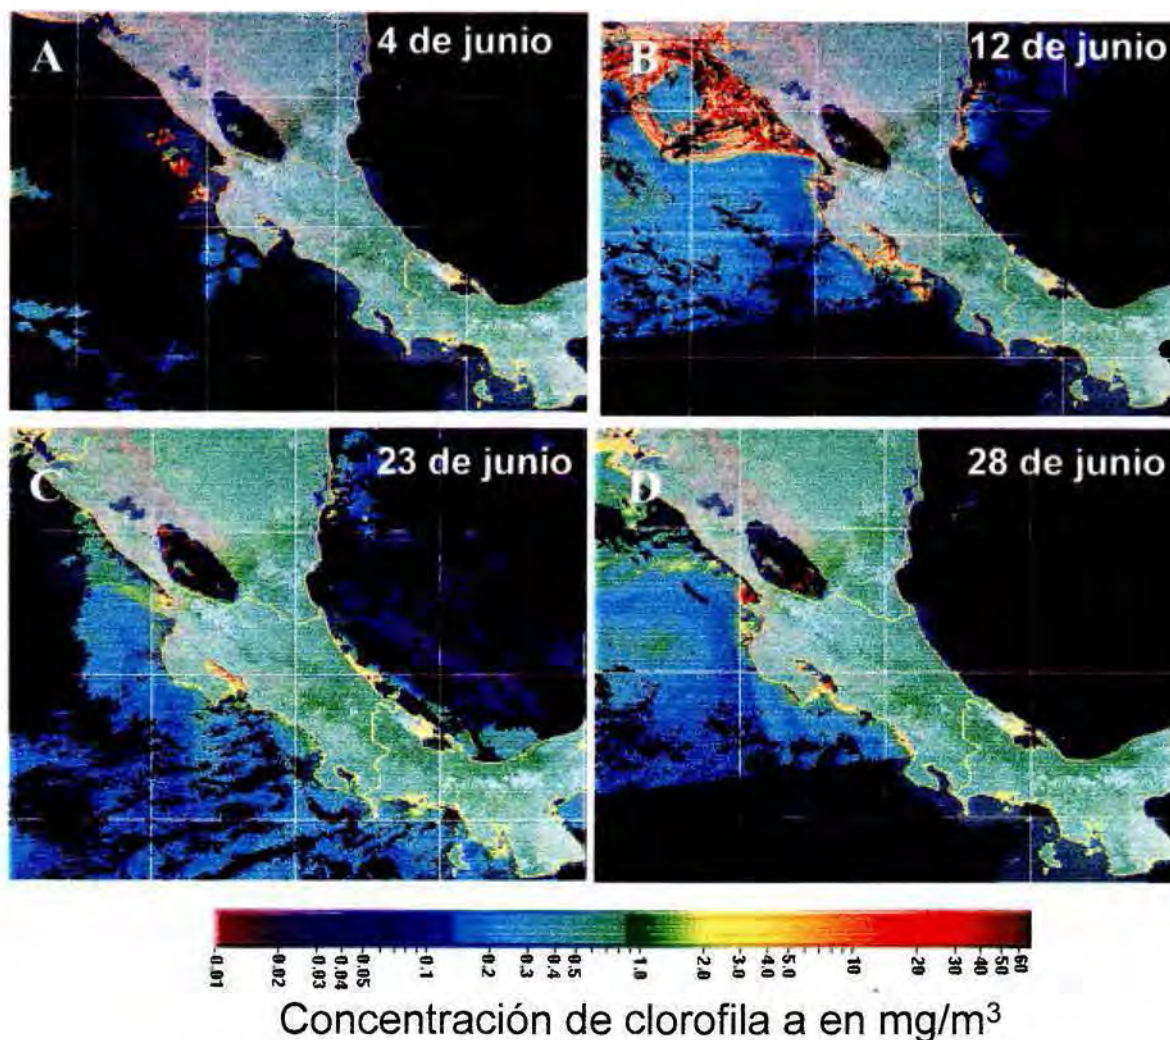 A
4 de junio
B
12 de junio
C
23 de junio
D
28 de junio
0.01 0.02 0.03 0.04 0.05 0.1 0.2 0.3 0.4 0.5 1.0 2.0 3.0 4.0 5.0 10 20 30 40 50 60
Concentración de clorofila a en mg/m³